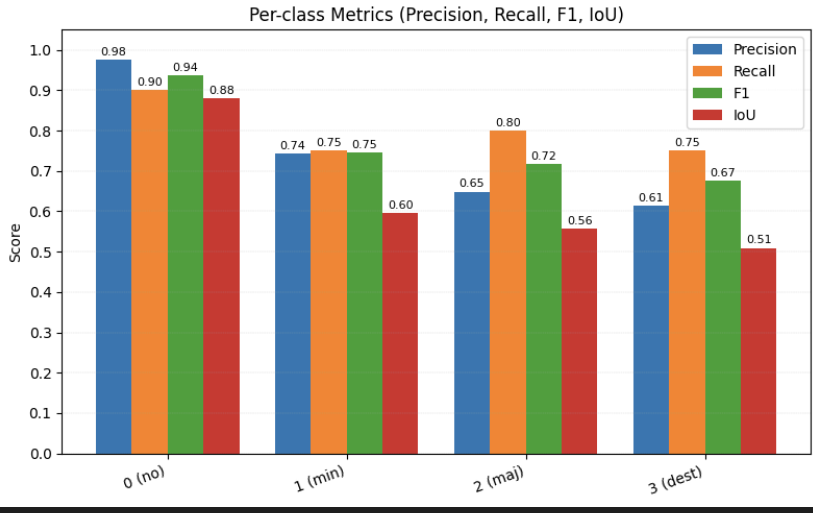 Per-class Metrics (Precision, Recall, F1, IoU)
Precision
Recall
F1
IoU
Score
1.0
0.9
0.8
0.7
0.6
0.5
0.4
0.3
0.2
0.1
0.0
0.98 0.90 0.94 0.88
0.74 0.75 0.75 0.60
0.65 0.80 0.72 0.56
0.61 0.75 0.67 0.51
0 (no) 1 (min) 2 (maj) 3 (dest)